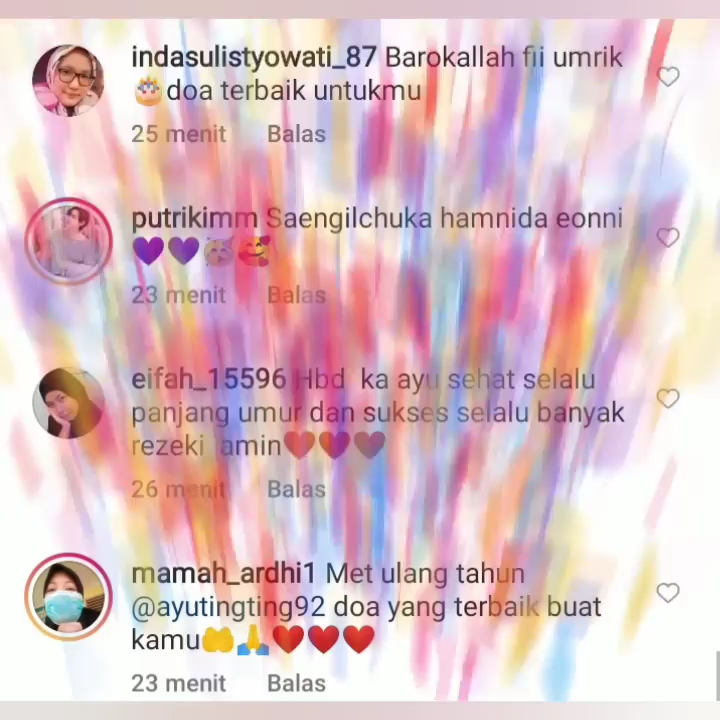 indasulistyowati_87 Barokallah fii umrik
🎂doa terbaik untukmu
25 menit Balas
putrikimm Saengilchuka hamnida eonni
💜💜🥳🥰
23 menit Balas
eifah_15596 Hbd ka ayu sehat selalu
panjang umur dan sukses selalu banyak
rezeki amin❤️❤️❤️
26 menit Balas
mamah_ardhi1 Met ulang tahun
@ayutingting92 doa yang terbaik buat
kamu🤲🙏❤️❤️❤️
23 menit Balas